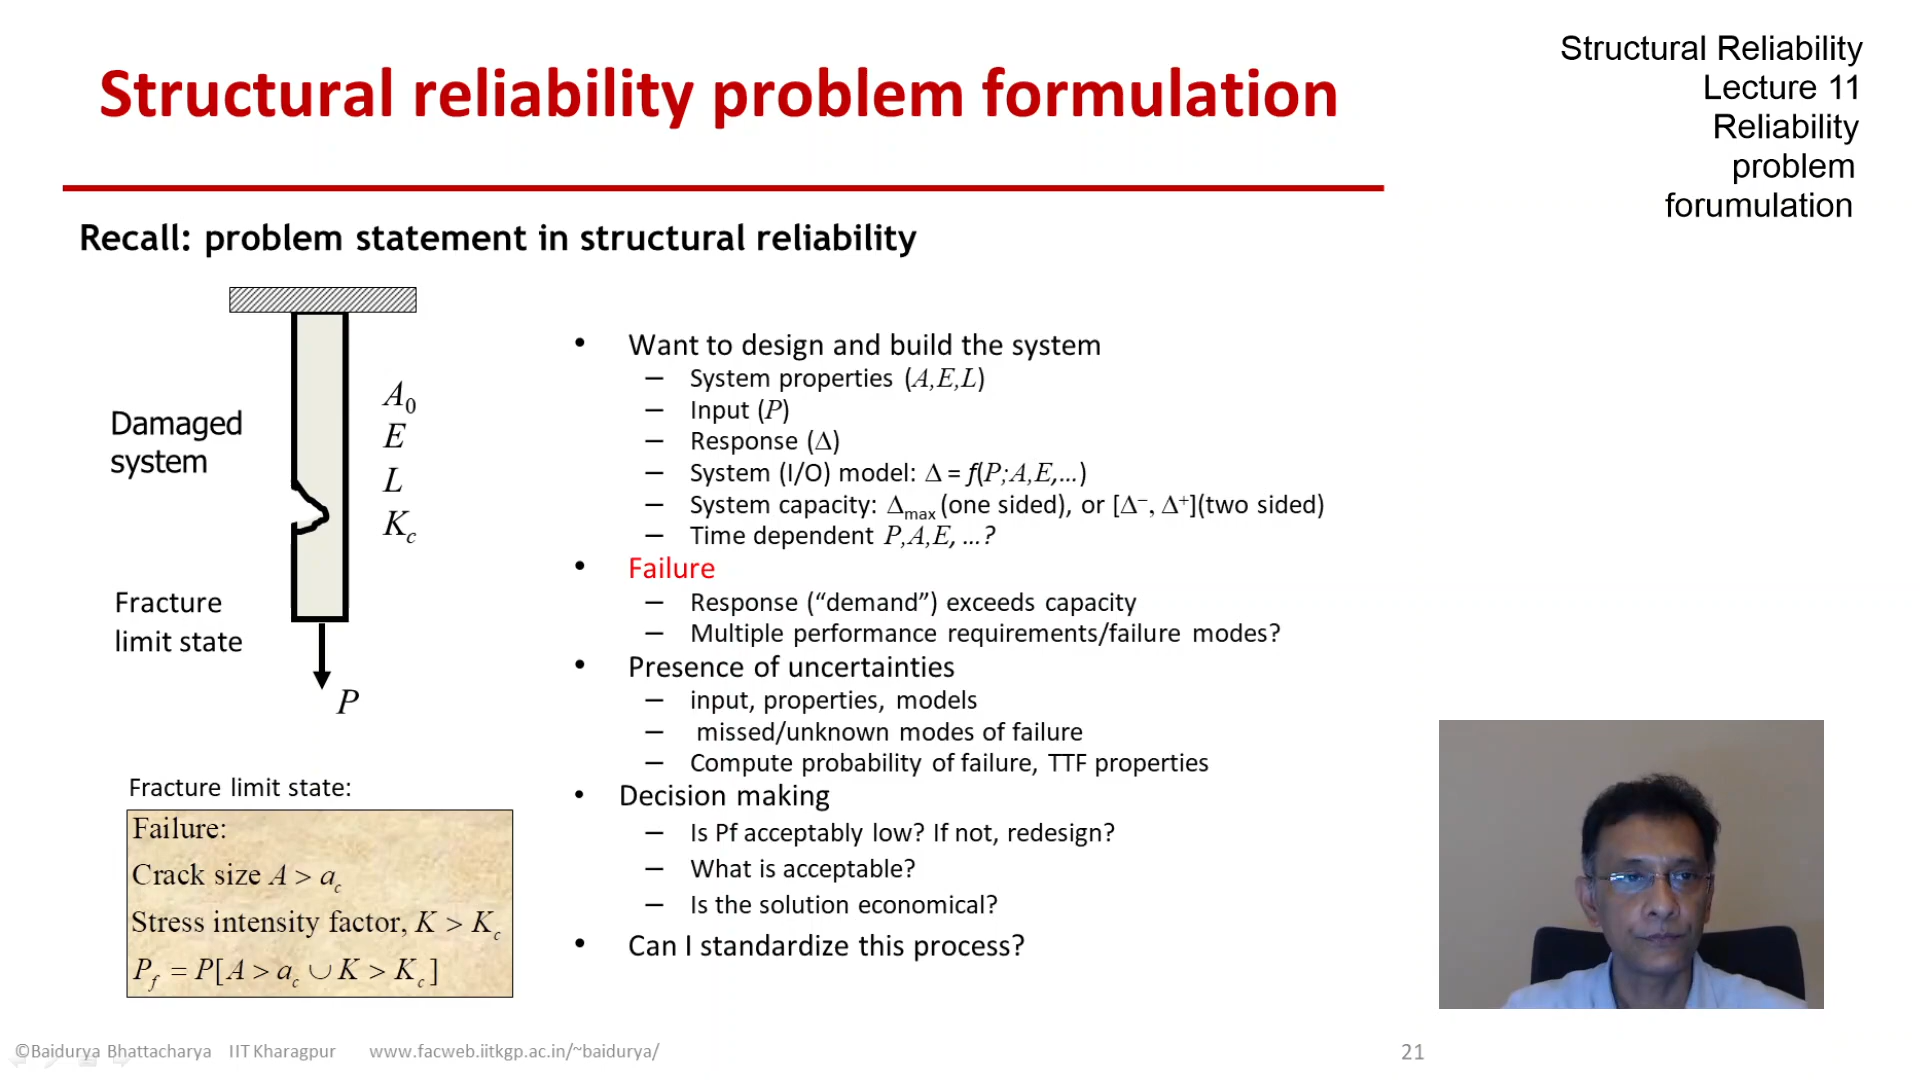 Structural reliability problem formulation
Structural Reliability
Lecture 11
Reliability
problem
forumulation
Recall: problem statement in structural reliability
Damaged
system
A₀
E
L
K_c
Fracture
limit state
P
Fracture limit state:
Failure:
Crack size A > a_c
Stress intensity factor, K > K_c
P_f = P[A > a_c ∪ K > K_c]
• Want to design and build the system
– System properties (A,E,L)
– Input (P)
– Response (Δ)
– System (I/O) model: Δ = f(P;A,E,...)
– System capacity: Δ_max (one sided), or [Δ⁻, Δ⁺](two sided)
– Time dependent P,A,E, ...?
• Failure
– Response (“demand”) exceeds capacity
– Multiple performance requirements/failure modes?
• Presence of uncertainties
– input, properties, models
– missed/unknown modes of failure
– Compute probability of failure, TTF properties
• Decision making
– Is Pf acceptably low? If not, redesign?
– What is acceptable?
– Is the solution economical?
• Can I standardize this process?
©Baidurya Bhattacharya IIT Kharagpur www.facweb.iitkgp.ac.in/~baidurya/
21